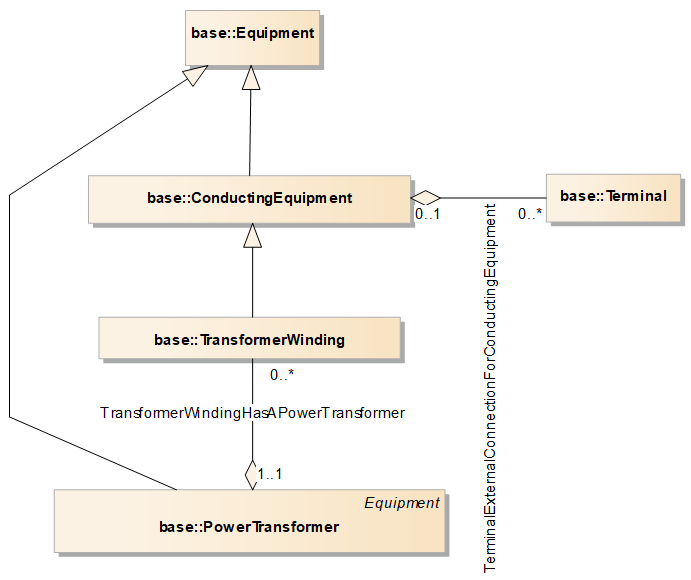 base::Equipment
base::ConductingEquipment
base::Terminal
0..1
0..*
TerminalExternalConnectionForConductingEquipment
base::TransformerWinding
0..*
TransformerWindingHasAPowerTransformer
1..1
Equipment
base::PowerTransformer